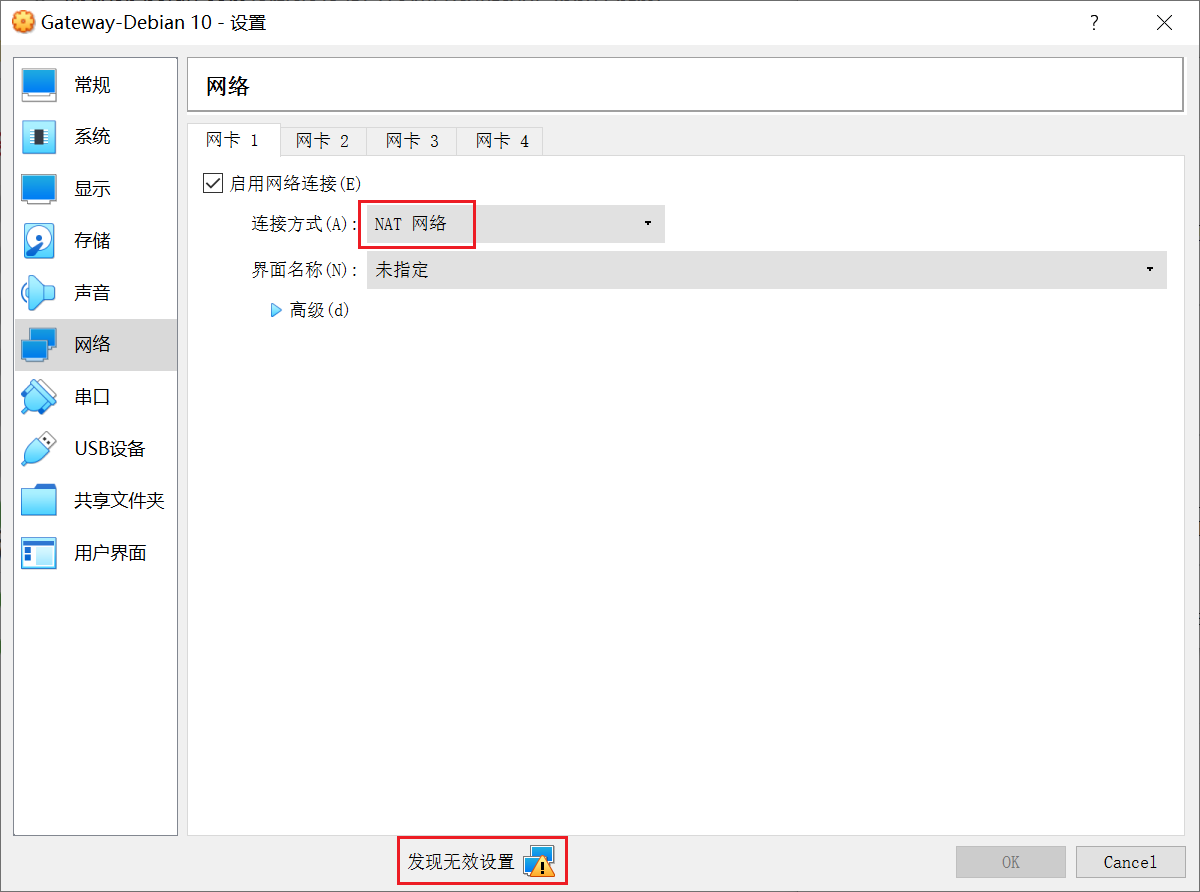 Gateway-Debian 10 - 设置
?
常规
系统
显示
存储
声音
网络
串口
USB设备
共享文件夹
用户界面
网络
网卡 1 网卡 2 网卡 3 网卡 4
启用网络连接(E)
连接方式(A): NAT 网络
界面名称(N): 未指定
高级(d)
发现无效设置
OK Cancel